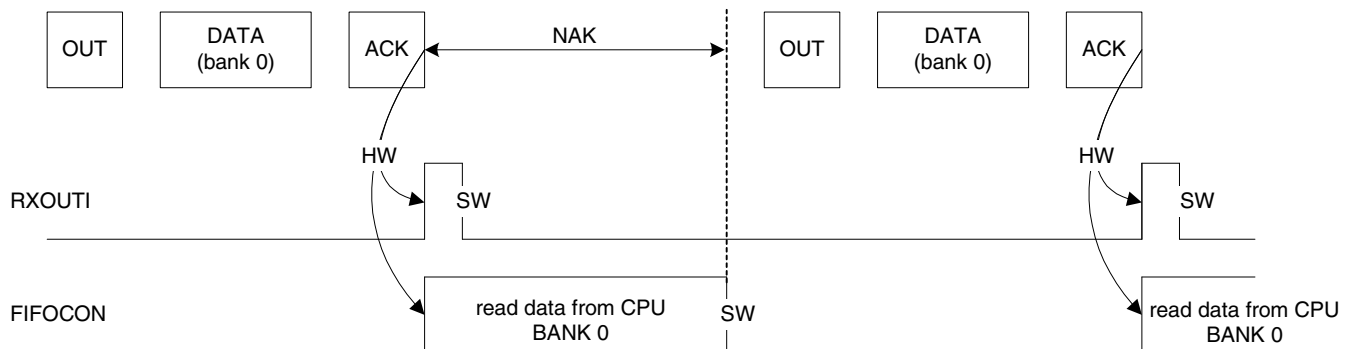 OUT
DATA
(bank 0)
ACK
NAK
OUT
DATA
(bank 0)
ACK
HW
HW
RXOUTI
SW
SW
FIFOCON
read data from CPU
BANK 0
SW
read data from CPU
BANK 0